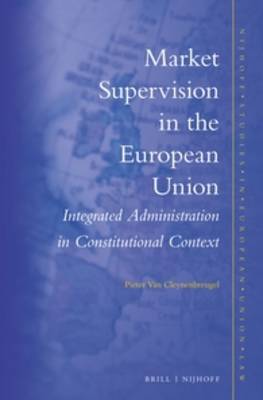 Market
Supervision
in the
European
Union
Integrated Administration
in Constitutional Context
Pieter Van Cleynenbreugel
BRILL | NIJHOFF
NIJHOFF • STUDIES • IN • EUROPEAN • UNION • LAW